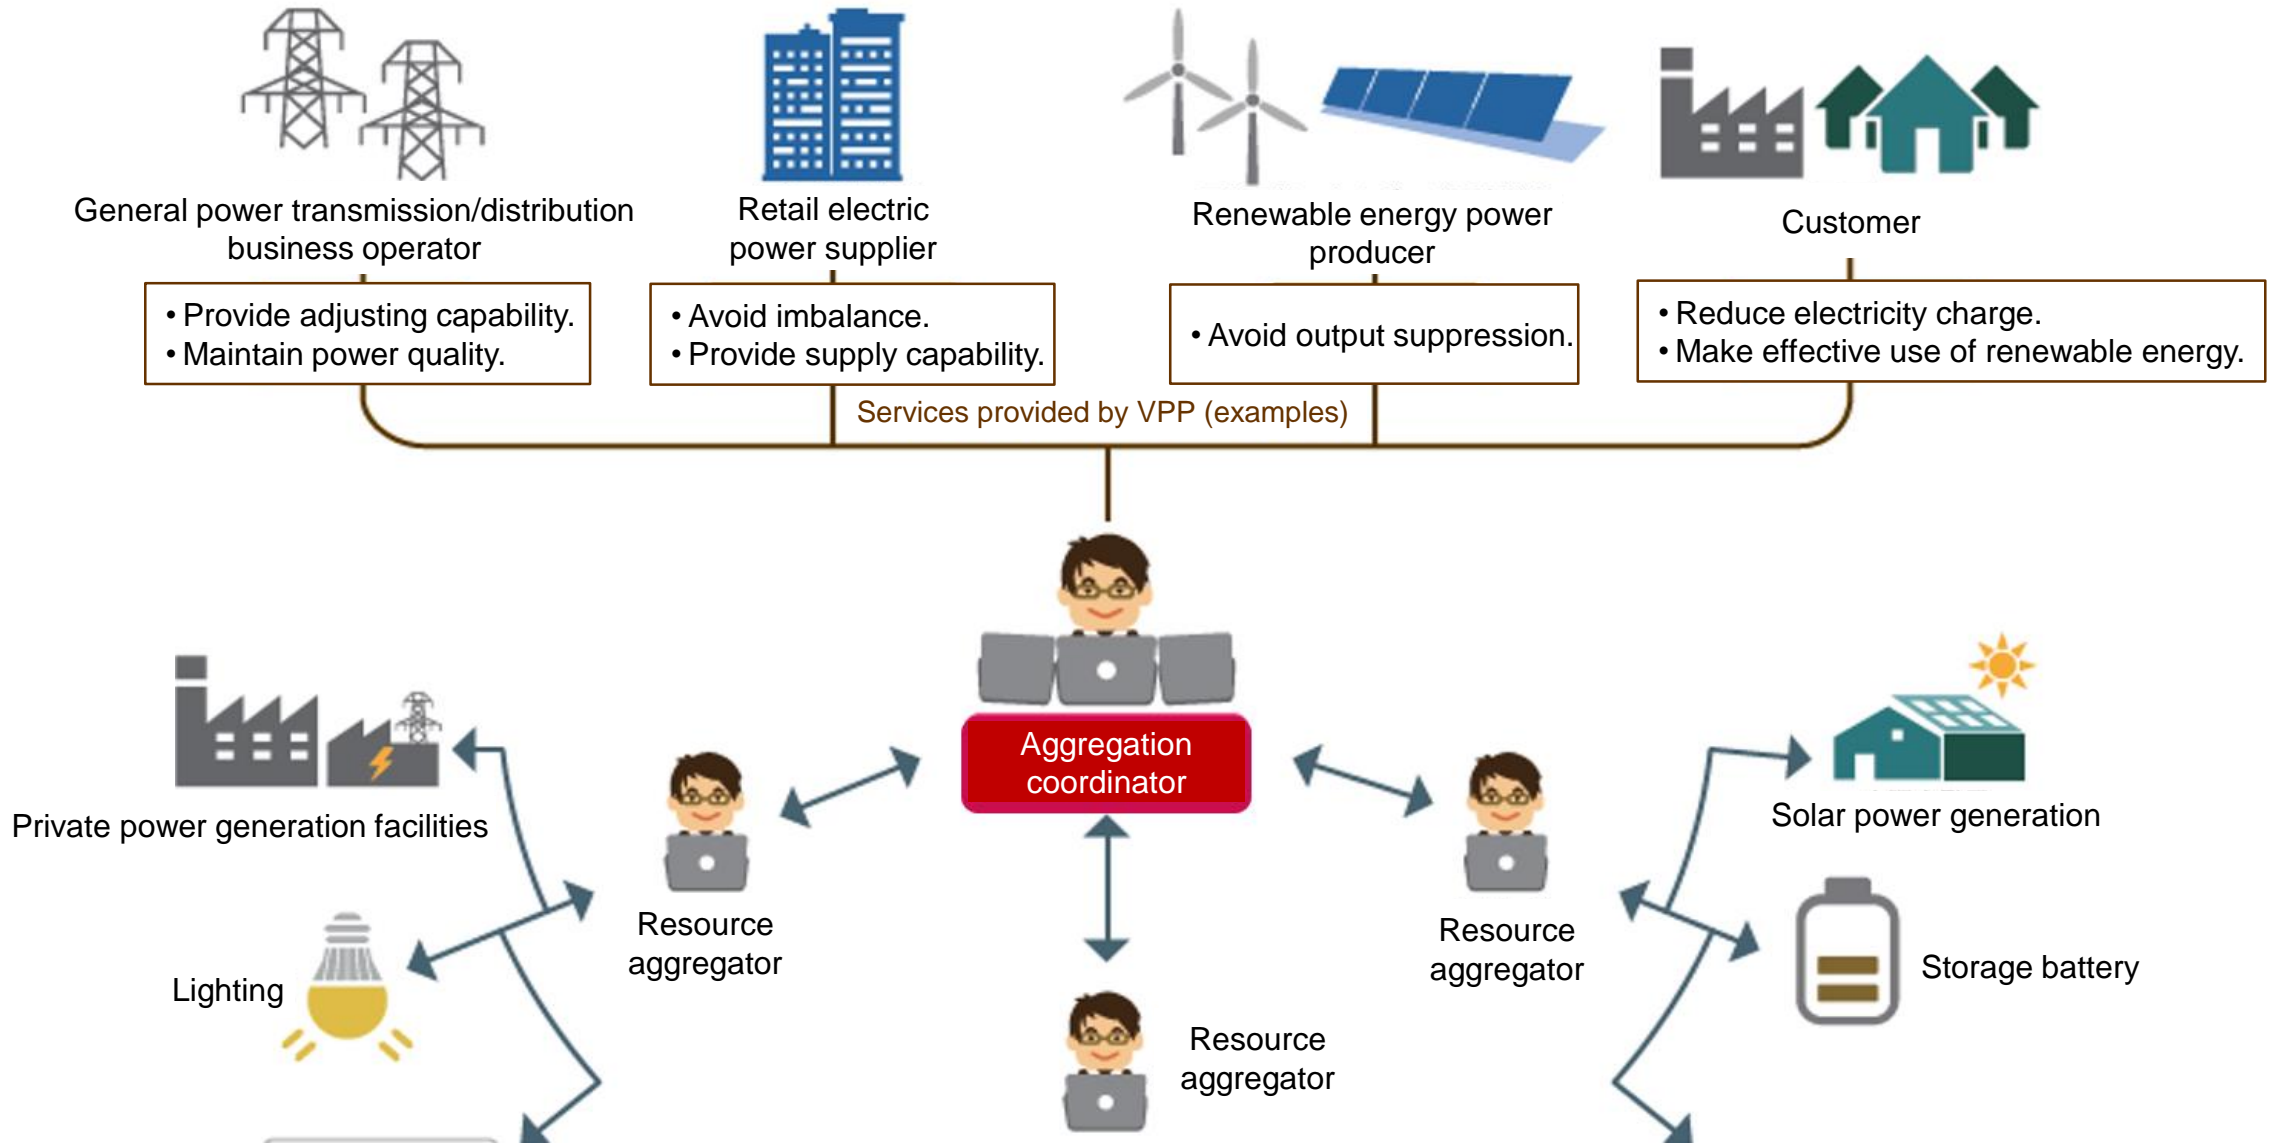 General power transmission/distribution
business operator
Retail electric
power supplier
Renewable energy power
producer
Customer
• Provide adjusting capability.
• Maintain power quality.
• Avoid imbalance.
• Provide supply capability.
• Avoid output suppression.
• Reduce electricity charge.
• Make effective use of renewable energy.
Services provided by VPP (examples)
Aggregation
coordinator
Private power generation facilities
Solar power generation
Resource
aggregator
Resource
aggregator
Lighting
Storage battery
Resource
aggregator